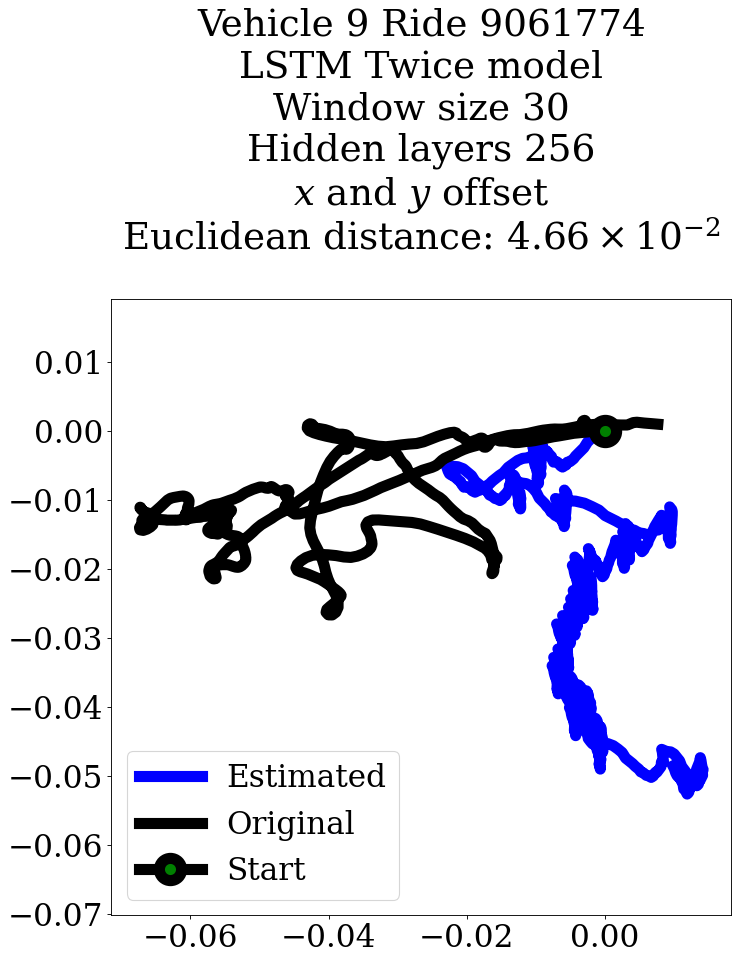 Vehicle 9 Ride 9061774
LSTM Twice model
Window size 30
Hidden layers 256
x and y offset
Euclidean distance: 4.66 × 10⁻²
0.01
0.00
−0.01
−0.02
−0.03
−0.04
−0.05
−0.06
−0.07
Estimated
Original
Start
−0.06 −0.04 −0.02 0.00